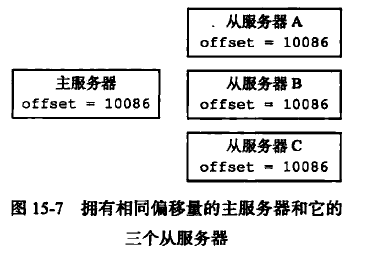 从服务器 A
offset = 10086
主服务器
offset = 10086
从服务器 B
offset = 10086
从服务器 C
offset = 10086
图 15-7 拥有相同偏移量的主服务器和它的
三个从服务器